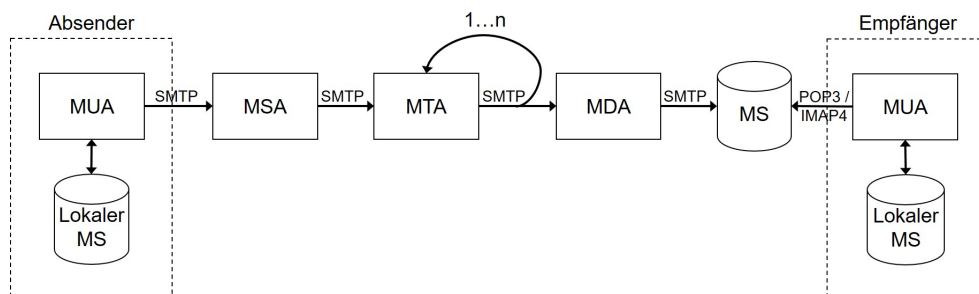 Absender
1...n
Empfänger
MUA
SMTP
MSA
SMTP
MTA
SMTP
MDA
SMTP
MS
POP3 /
IMAP4
MUA
Lokaler
MS
Lokaler
MS